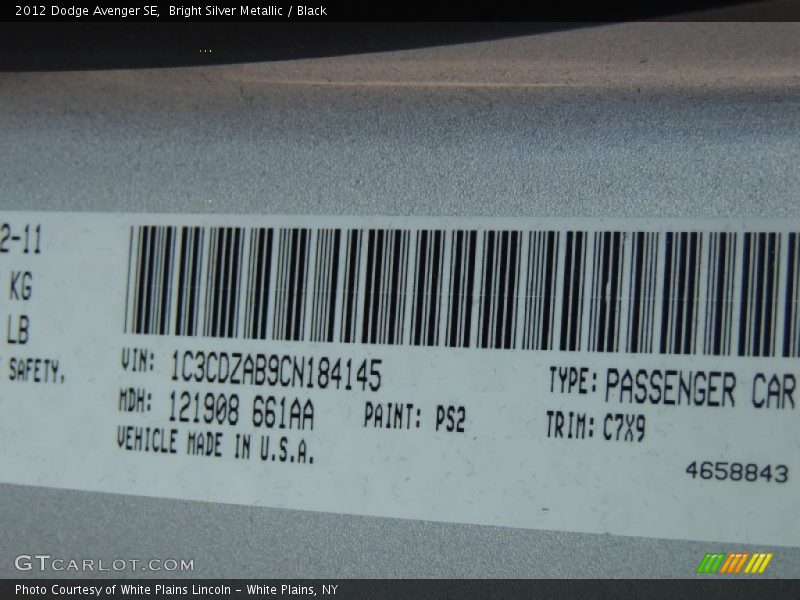 2012 Dodge Avenger SE, Bright Silver Metallic / Black
2-11
KG
LB
SAFETY.
VIN: 1C3CDZAB9CN184145
MDH: 121908 661AA
PAINT: PS2
VEHICLE MADE IN U.S.A.
TYPE: PASSENGER CAR
TRIM: C7X9
4658843
GTCARLOT.COM
Photo Courtesy of White Plains Lincoln - White Plains, NY